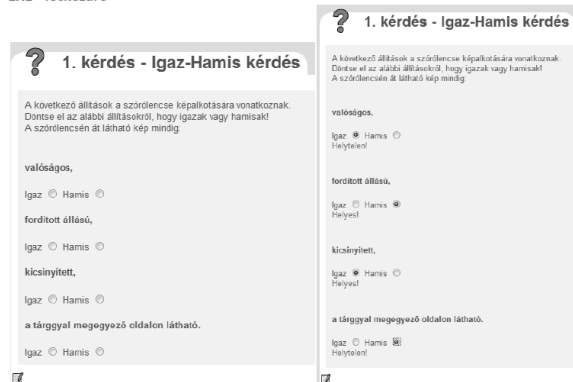 1. kérdés - Igaz-Hamis kérdés
A következő állítások a szórólencse képalkotására vonatkoznak.
Döntse el az alábbi állításokról, hogy igazak vagy hamisak!
A szórólencsén át látható kép mindig:
valóságos,
Igaz Hamis
fordított állású,
Igaz Hamis
kicsinyített,
Igaz Hamis
a tárggyal megegyező oldalon látható.
Igaz Hamis
1. kérdés - Igaz-Hamis kérdés
A következő állítások a szórólencse képalkotására vonatkoznak.
Döntse el az alábbi állításokról, hogy igazak vagy hamisak!
A szórólencsén át látható kép mindig:
valóságos,
Igaz Hamis
Helytelen!
fordított állású,
Igaz Hamis
Helyes!
kicsinyített,
Igaz Hamis
Helyes!
a tárggyal megegyező oldalon látható.
Igaz Hamis
Helytelen!